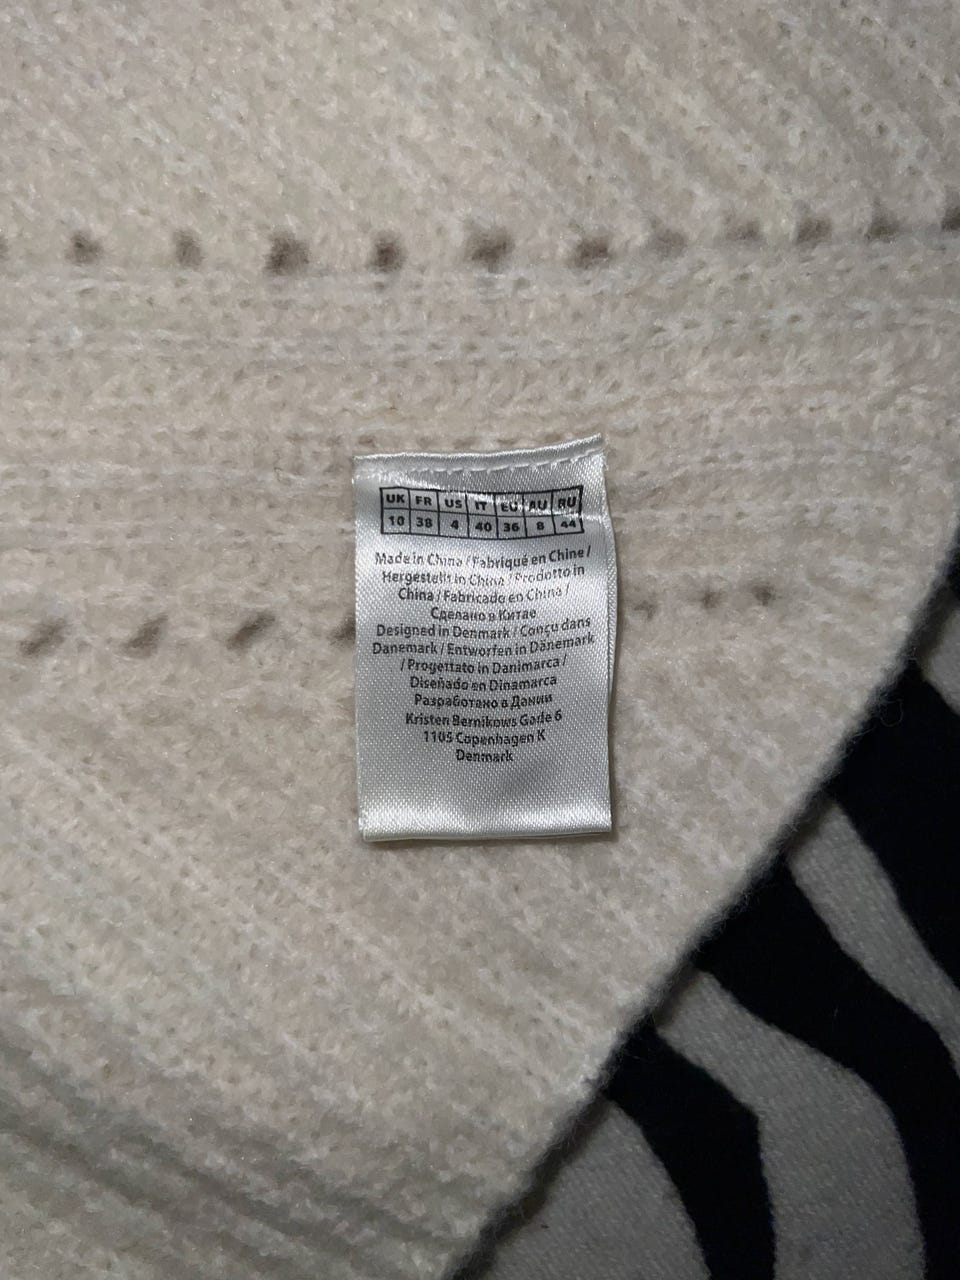 UK FR US IT EU AU RU
10 38 4 40 36 8 44
Made in China / Fabriqué en Chine /
Hergestellt in China / Prodotto in
China / Fabricado en China /
Сделано в Китае
Designed in Denmark / Conçu dans
Danemark / Entworfen in Dänemark
/ Progettato in Danimarca /
Diseñado en Dinamarca
Разработано в Дании
Kristen Bernikows Gade 6
1105 Copenhagen K
Denmark